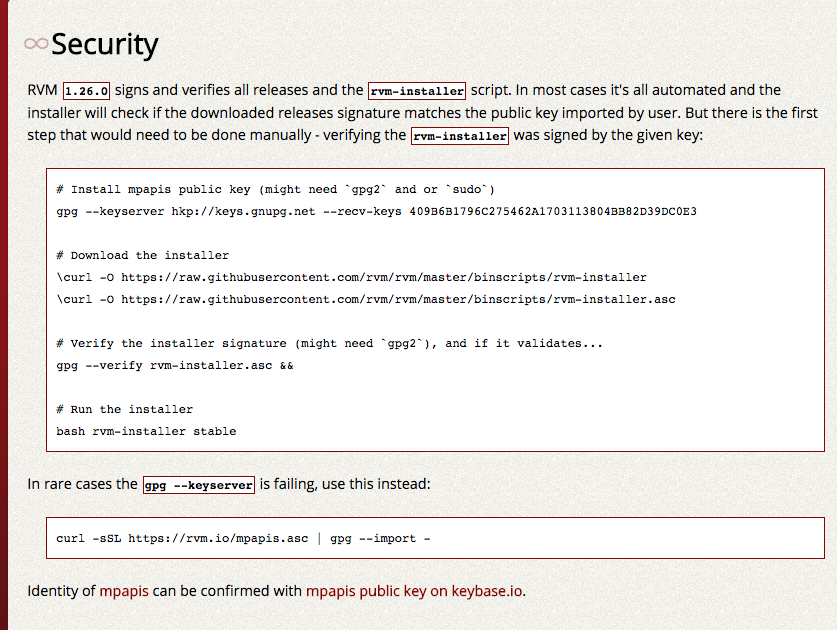 ∞Security
RVM 1.26.0 signs and verifies all releases and the rvm-installer script. In most cases it's all automated and the
installer will check if the downloaded releases signature matches the public key imported by user. But there is the first
step that would need to be done manually - verifying the rvm-installer was signed by the given key:
# Install mpapis public key (might need `gpg2` and or `sudo`)
gpg --keyserver hkp://keys.gnupg.net --recv-keys 409B6B1796C275462A1703113804BB82D39DC0E3
# Download the installer
\curl -O https://raw.githubusercontent.com/rvm/rvm/master/binscripts/rvm-installer
\curl -O https://raw.githubusercontent.com/rvm/rvm/master/binscripts/rvm-installer.asc
# Verify the installer signature (might need `gpg2`), and if it validates...
gpg --verify rvm-installer.asc &&
# Run the installer
bash rvm-installer stable
In rare cases the gpg --keyserver is failing, use this instead:
curl -sSL https://rvm.io/mpapis.asc | gpg --import -
Identity of mpapis can be confirmed with mpapis public key on keybase.io.